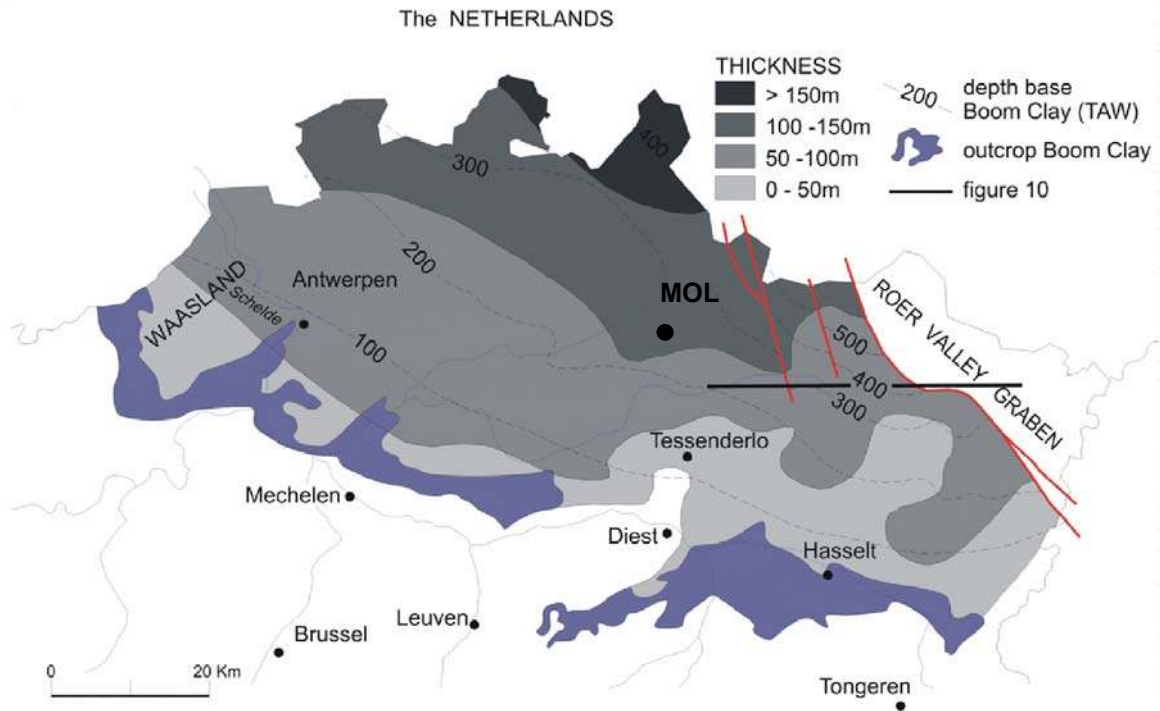 The NETHERLANDS
THICKNESS
> 150m
100 -150m
50 -100m
0 - 50m
200
depth base
Boom Clay (TAW)
outcrop Boom Clay
figure 10
400
300
200
100
WAASLAND
Schelde
Antwerpen
MOL
500
400
300
ROER VALLEY GRABEN
Tessenderlo
Mechelen
Diest
Hasselt
Leuven
Brussel
0 20 Km
Tongeren